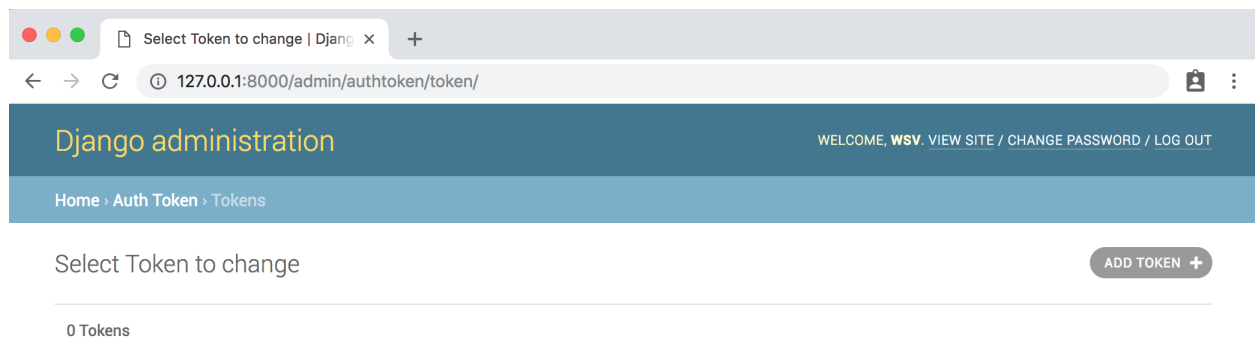 Select Token to change | Djang
127.0.0.1:8000/admin/authtoken/token/
Django administration
WELCOME, WSV. VIEW SITE / CHANGE PASSWORD / LOG OUT
Home › Auth Token › Tokens
Select Token to change
ADD TOKEN +
0 Tokens